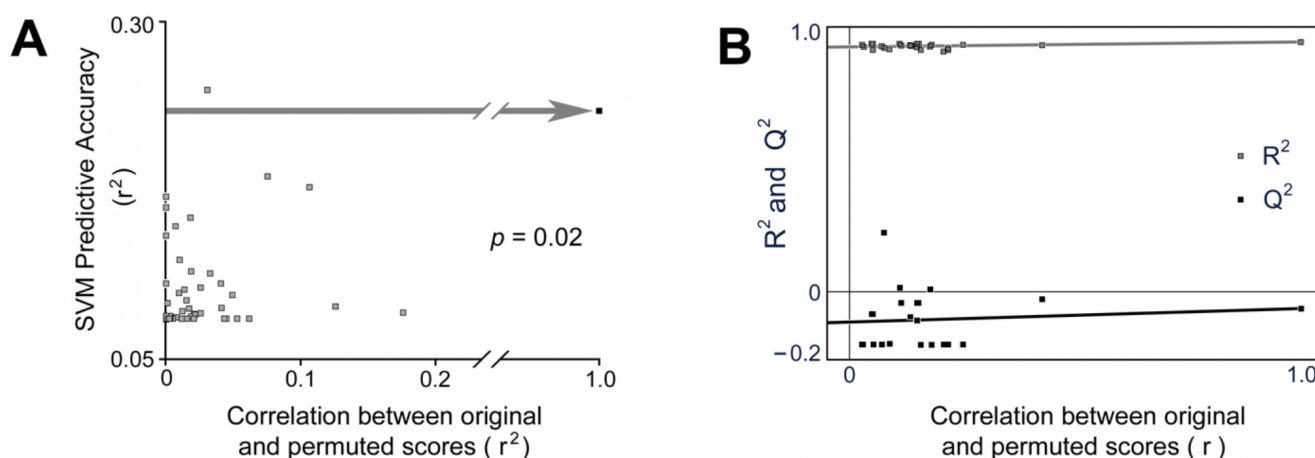 A
0.30
SVM Predictive Accuracy
(r²)
p = 0.02
0.05
0 0.1 0.2 1.0
Correlation between original
and permuted scores ( r²)
B
1.0
R² and Q²
R²
Q²
0
−0.2
0 1.0
Correlation between original
and permuted scores ( r )